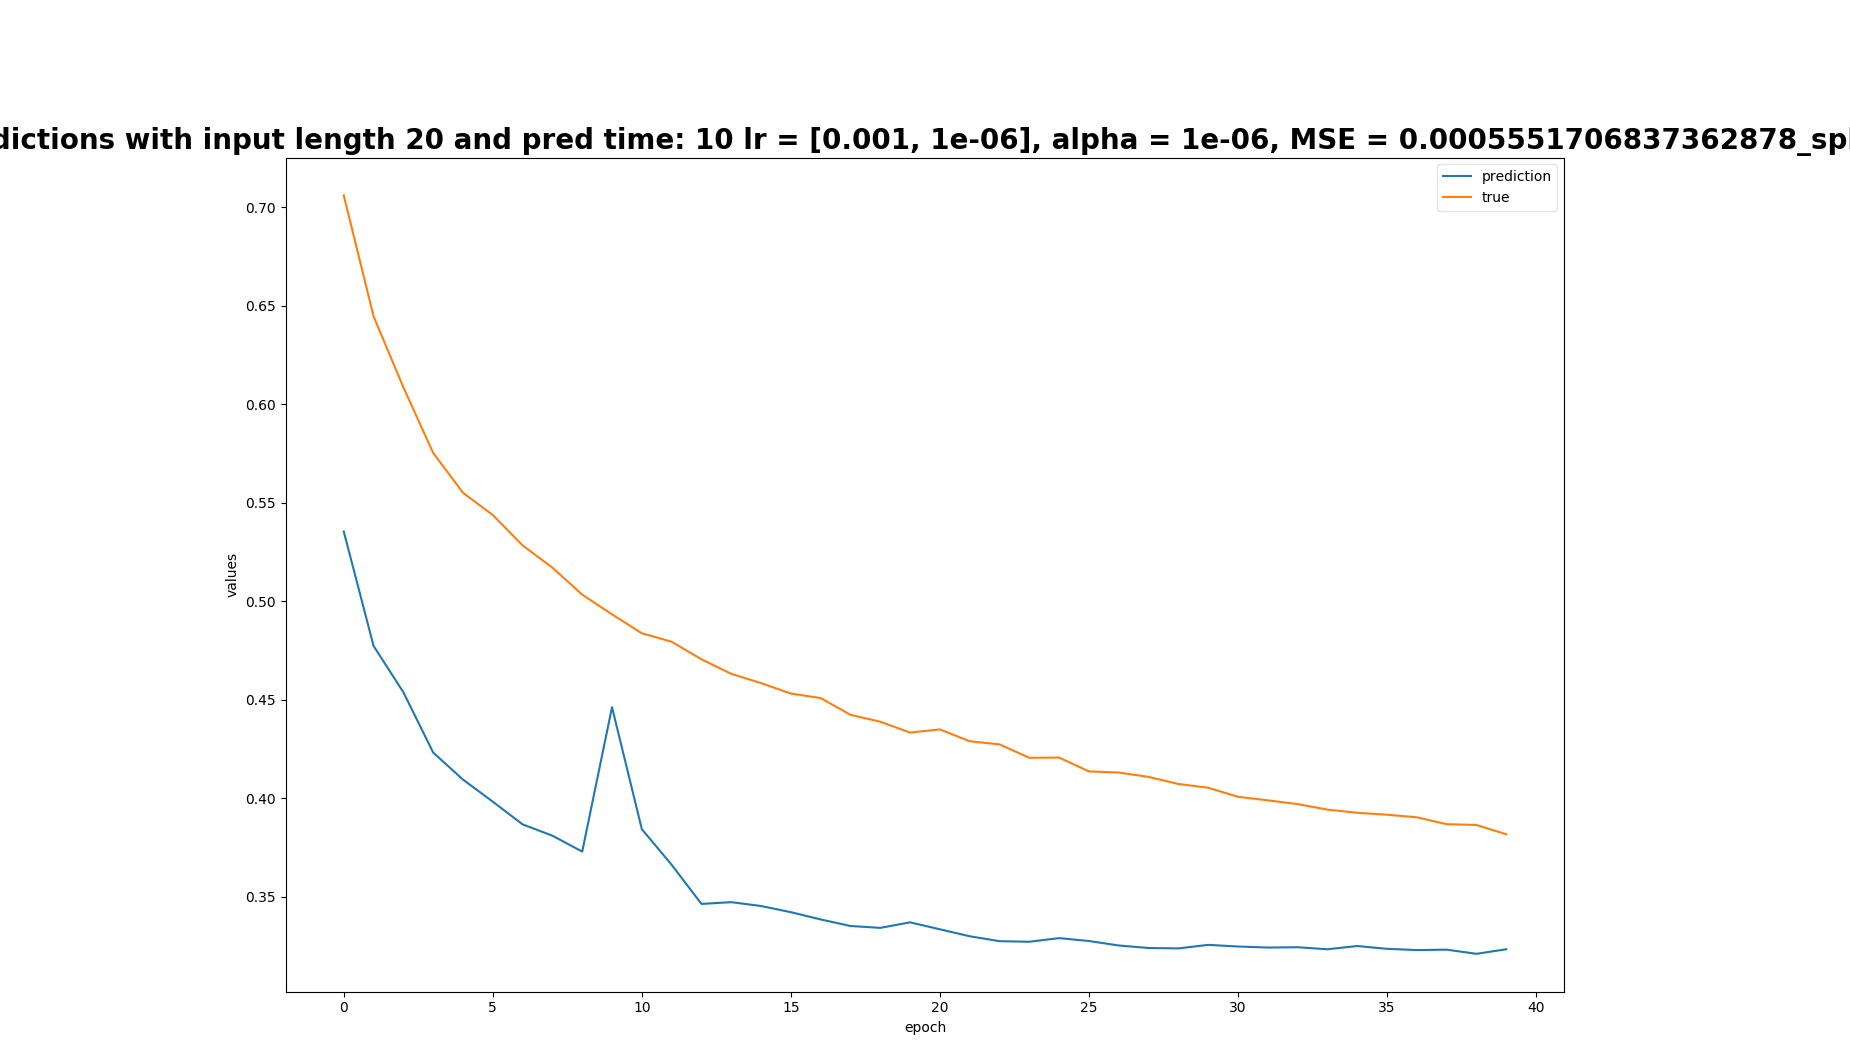 dictions with input length 20 and pred time: 10 lr = [0.001, 1e-06], alpha = 1e-06, MSE = 0.0005551706837362878_spl
prediction
true
0.70
0.65
0.60
0.55
0.50
0.45
0.40
0.35
values
0 5 10 15 20 25 30 35 40
epoch